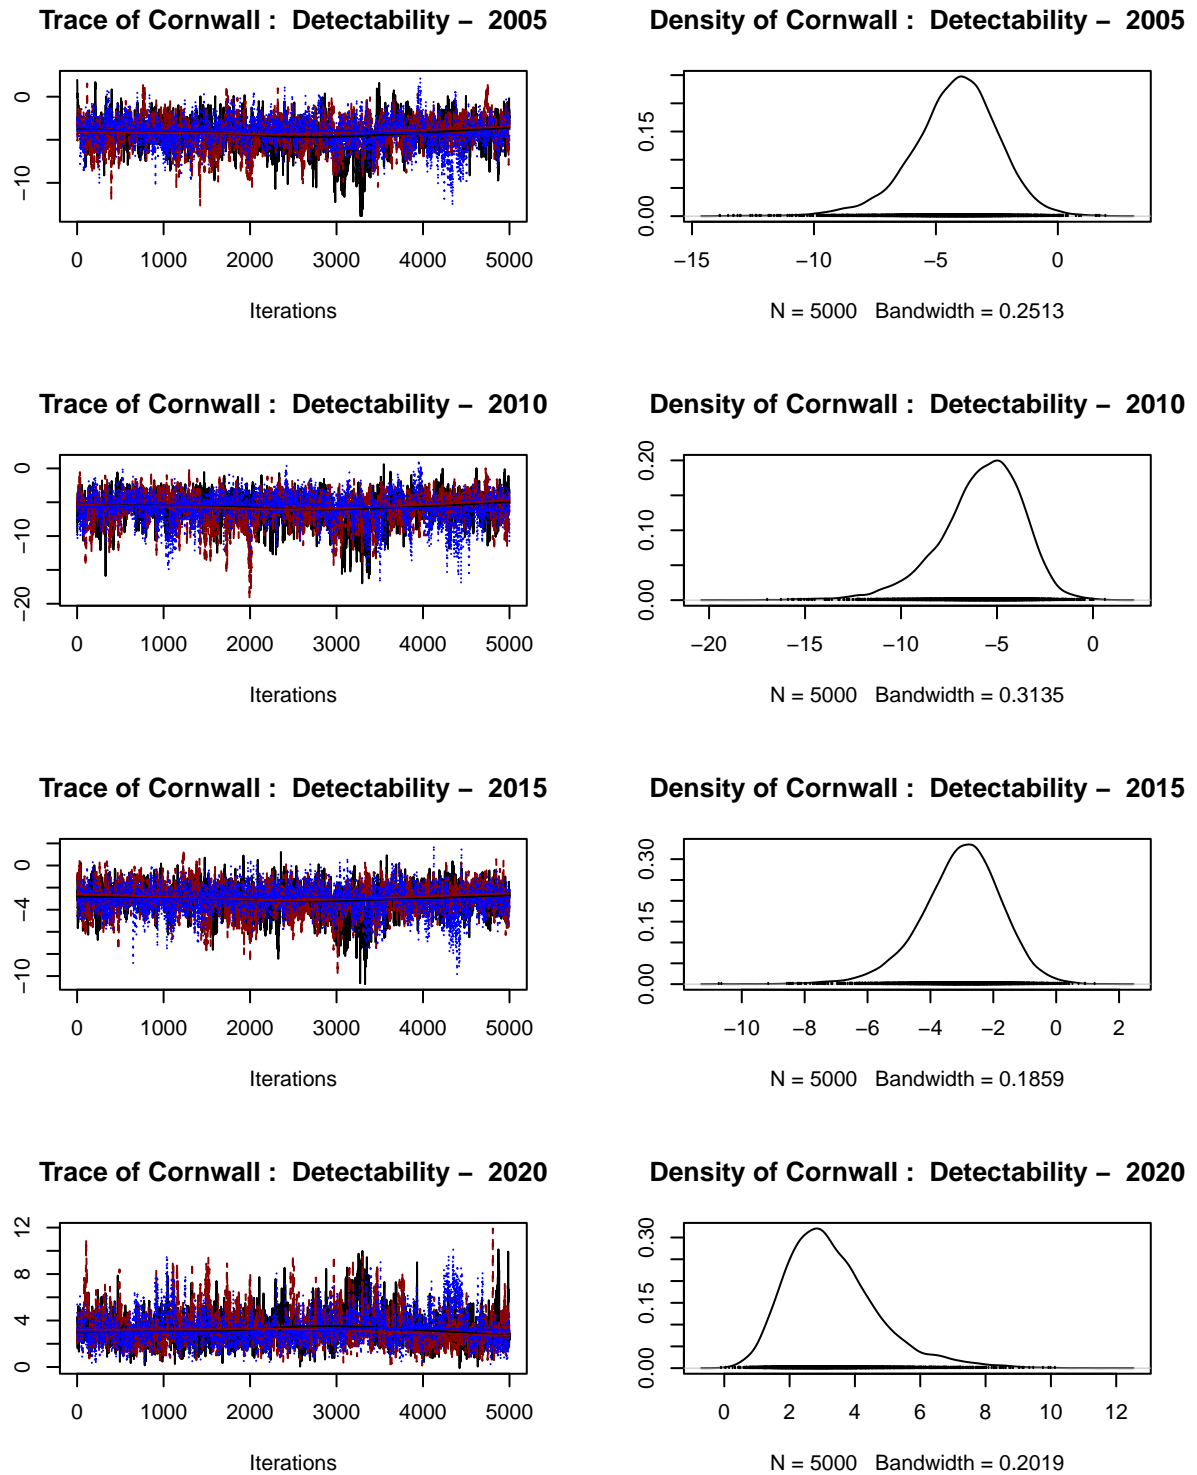 Trace of Cornwall :  Detectability –  2005
Density of Cornwall :  Detectability –  2005
0
−10
0 1000 2000 3000 4000 5000
Iterations
0.15
0.00
−15 −10 −5 0
N = 5000   Bandwidth = 0.2513
Trace of Cornwall :  Detectability –  2010
Density of Cornwall :  Detectability –  2010
0
−10
−20
0 1000 2000 3000 4000 5000
Iterations
0.20
0.10
0.00
−20 −15 −10 −5 0
N = 5000   Bandwidth = 0.3135
Trace of Cornwall :  Detectability –  2015
Density of Cornwall :  Detectability –  2015
0
−4
−10
0 1000 2000 3000 4000 5000
Iterations
0.30
0.15
0.00
−10 −8 −6 −4 −2 0 2
N = 5000   Bandwidth = 0.1859
Trace of Cornwall :  Detectability –  2020
Density of Cornwall :  Detectability –  2020
12
8
4
0
0 1000 2000 3000 4000 5000
Iterations
0.30
0.15
0.00
0 2 4 6 8 10 12
N = 5000   Bandwidth = 0.2019